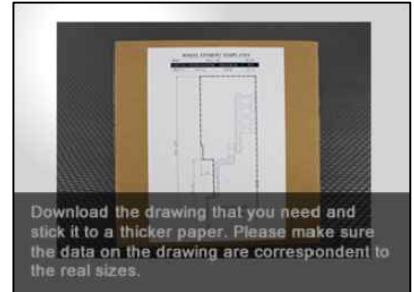 Download the drawing that you need and
stick it to a thicker paper. Please make sure
the data on the drawing are correspondent to
the real sizes.